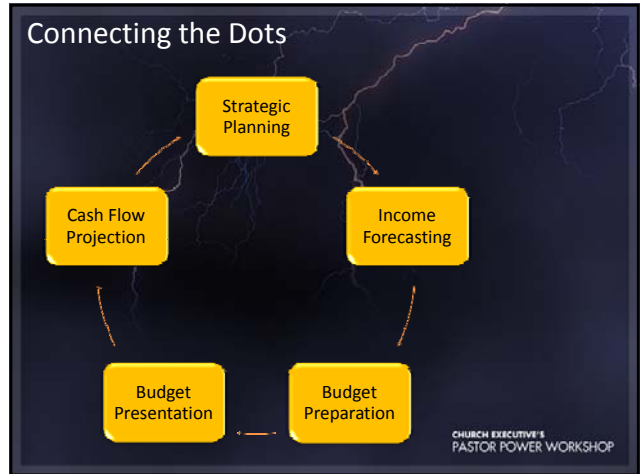 Connecting the Dots
Strategic
Planning
Income
Forecasting
Budget
Preparation
Budget
Presentation
Cash Flow
Projection
CHURCH EXECUTIVE'S
PASTOR POWER WORKSHOP